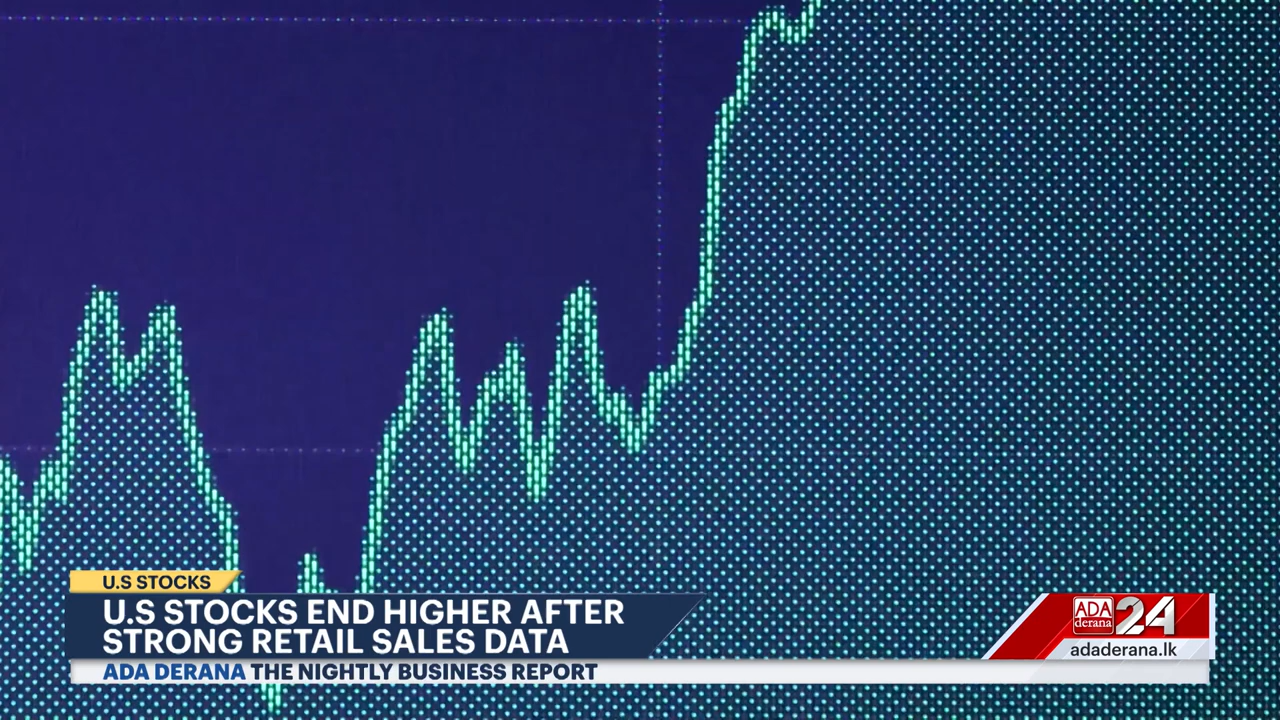 U.S STOCKS
U.S STOCKS END HIGHER AFTER
STRONG RETAIL SALES DATA
ADA DERANA THE NIGHTLY BUSINESS REPORT
ADA
derana
24
adaderana.lk